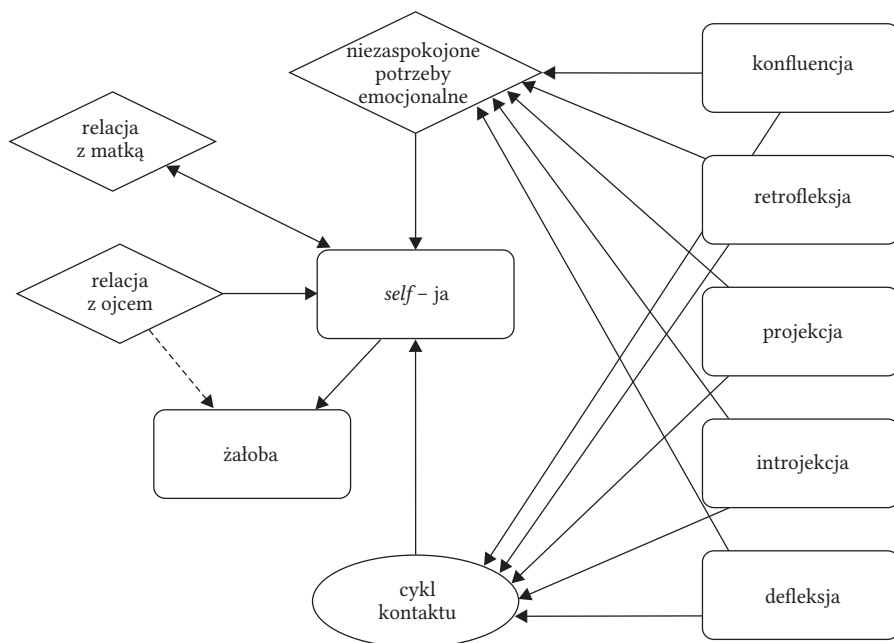 niezaspokojone
potrzeby
emocjonalne
konfluencja
relacja
z matką
retrofleksja
relacja
z ojcem
self – ja
projekcja
żałoba
introjekcja
cykl
kontaktu
defleksja